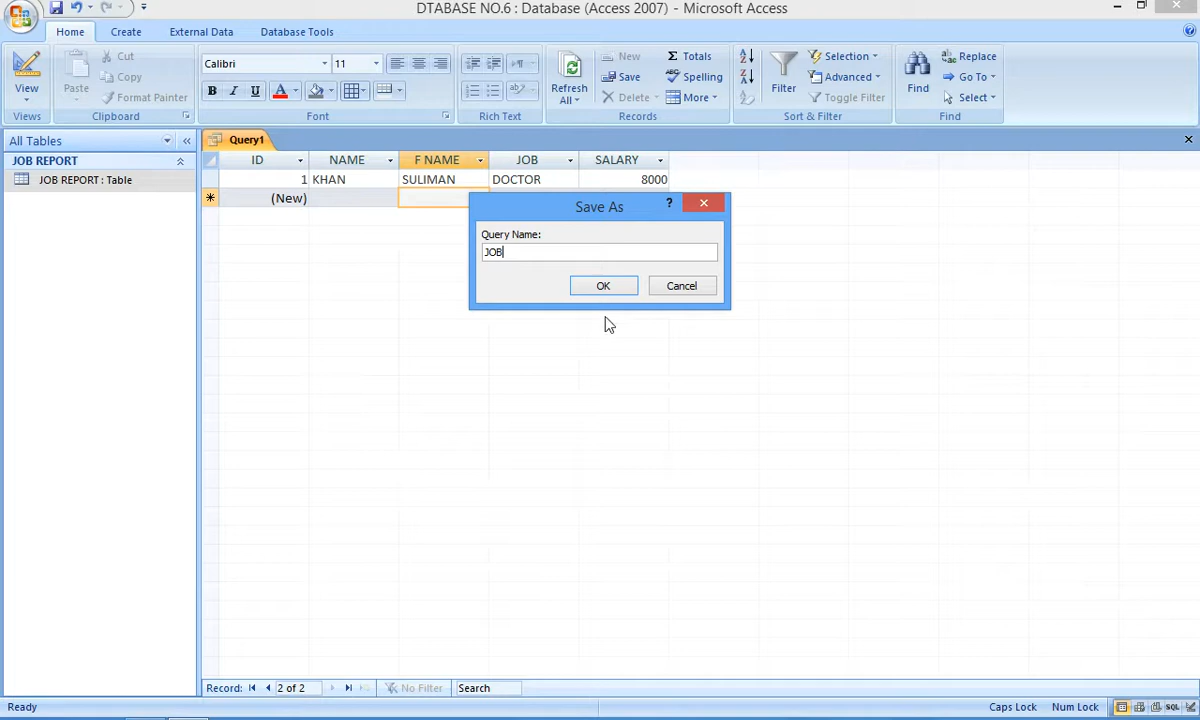 DTABASE NO.6 : Database (Access 2007) - Microsoft Access
Home Create External Data Database Tools
View
Views
Paste
Cut
Copy
Format Painter
Clipboard
Calibri 11
B I U A
Font
Rich Text
Refresh All
New
Save
Delete
Σ Totals
Spelling
More
Records
Filter
Selection
Advanced
Toggle Filter
Sort & Filter
Find
Replace
Go To
Select
Find
All Tables
JOB REPORT
JOB REPORT : Table
Query1
ID NAME F NAME JOB SALARY
1 KHAN SULIMAN DOCTOR 8000
(New)
Save As
Query Name:
JOB
OK Cancel
Record: 2 of 2 No Filter Search
Ready Caps Lock Num Lock SQL